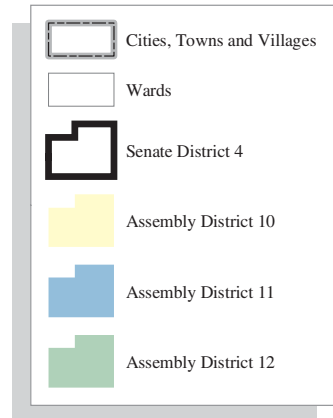 Cities, Towns and Villages
Wards
Senate District 4
Assembly District 10
Assembly District 11
Assembly District 12